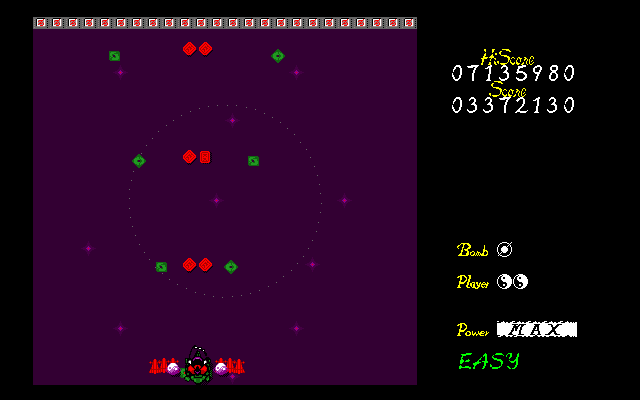 HiScore
07135980
Score
03372130
Bomb
Player
Power MAX
EASY